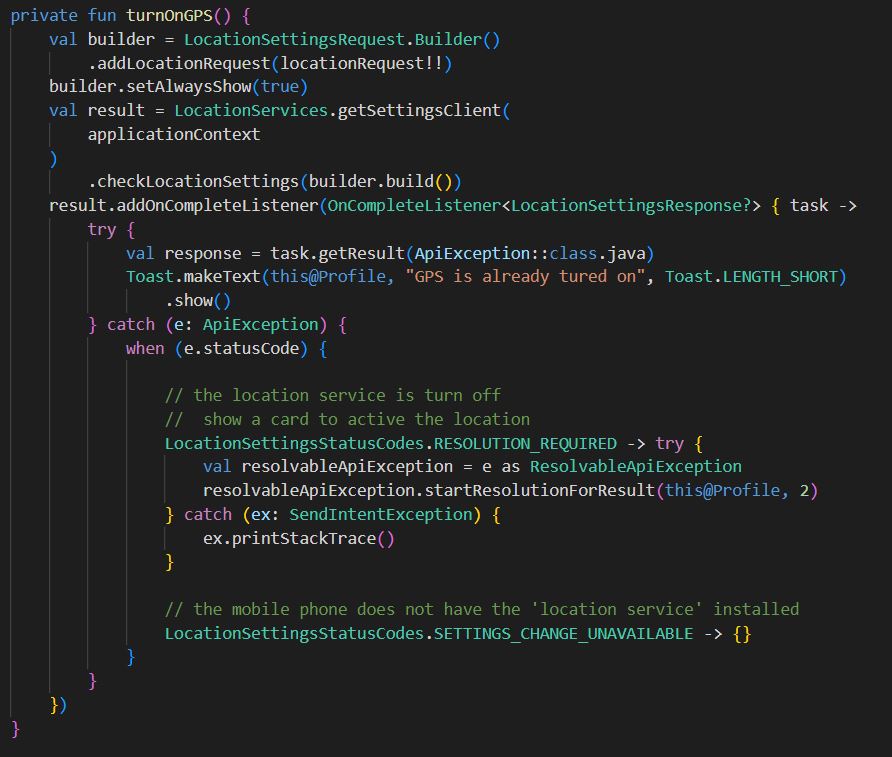 private fun turnOnGPS() {
    val builder = LocationSettingsRequest.Builder()
        .addLocationRequest(locationRequest!!)
    builder.setAlwaysShow(true)
    val result = LocationServices.getSettingsClient(
        applicationContext
    )
        .checkLocationSettings(builder.build())
    result.addOnCompleteListener(OnCompleteListener<LocationSettingsResponse?> { task ->
        try {
            val response = task.getResult(ApiException::class.java)
            Toast.makeText(this@Profile, "GPS is already tured on", Toast.LENGTH_SHORT)
                .show()
        } catch (e: ApiException) {
            when (e.statusCode) {

                // the location service is turn off
                //  show a card to active the location
                LocationSettingsStatusCodes.RESOLUTION_REQUIRED -> try {
                    val resolvableApiException = e as ResolvableApiException
                    resolvableApiException.startResolutionForResult(this@Profile, 2)
                } catch (ex: SendIntentException) {
                    ex.printStackTrace()
                }

                // the mobile phone does not have the 'location service' installed
                LocationSettingsStatusCodes.SETTINGS_CHANGE_UNAVAILABLE -> {}
            }
        }
    })
}